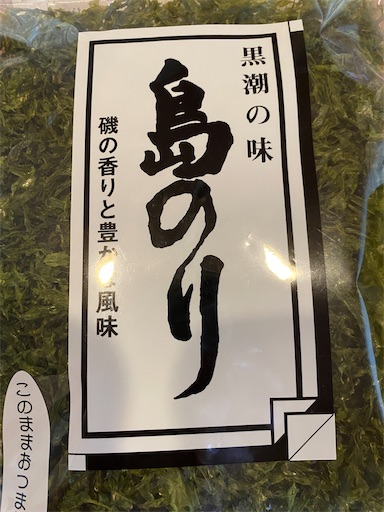 黒潮の味
島のり
磯の香りと豊かな風味
このままおつま